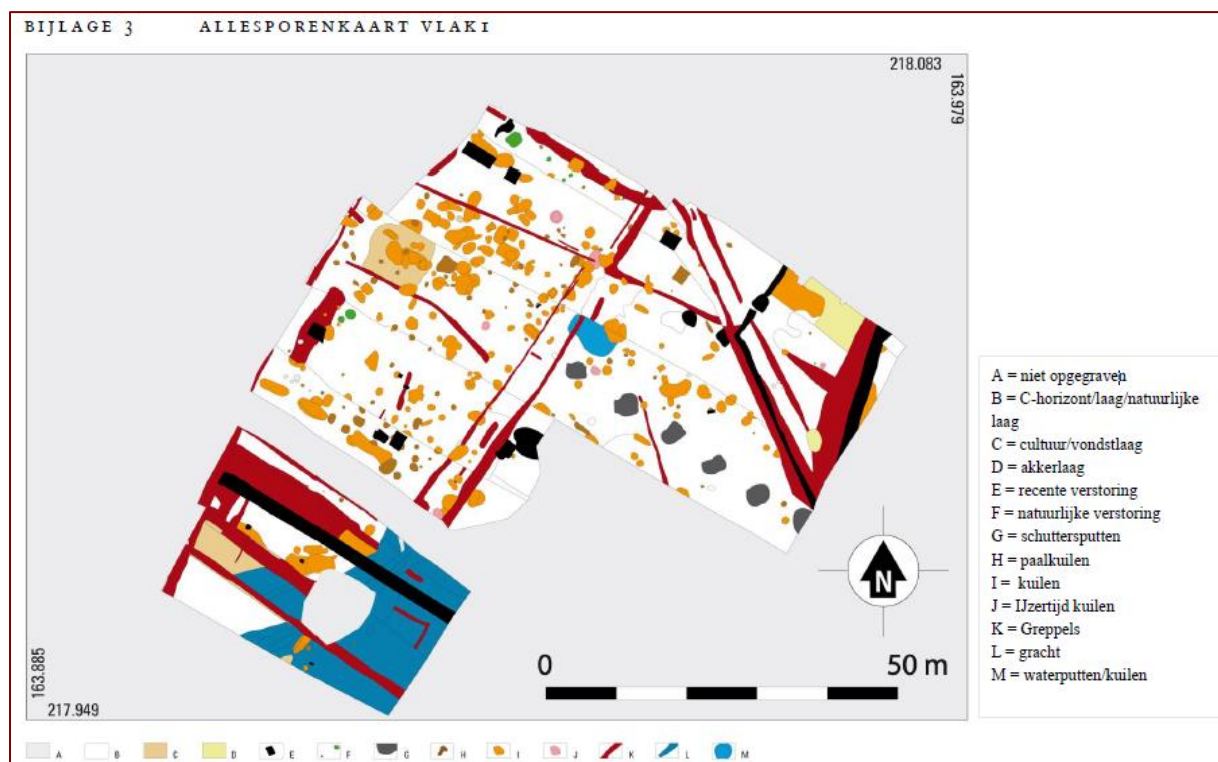 BIJLAGE 3 ALLESPORENKAART VLAK1
218.083
163.979
A = niet opgegraven
B = C-horizont/laag/natuurlijke
laag
C = cultuur/vondstlaag
D = akkerlaag
E = recente verstoring
F = natuurlijke verstoring
G = schuttersputten
H = paalkuilen
I = kuilen
J = IJzertijd kuilen
K = Greppels
L = gracht
M = waterputten/kuilen
N
0 50 m
163.885
217.949
A B C D E F G H I J K L M